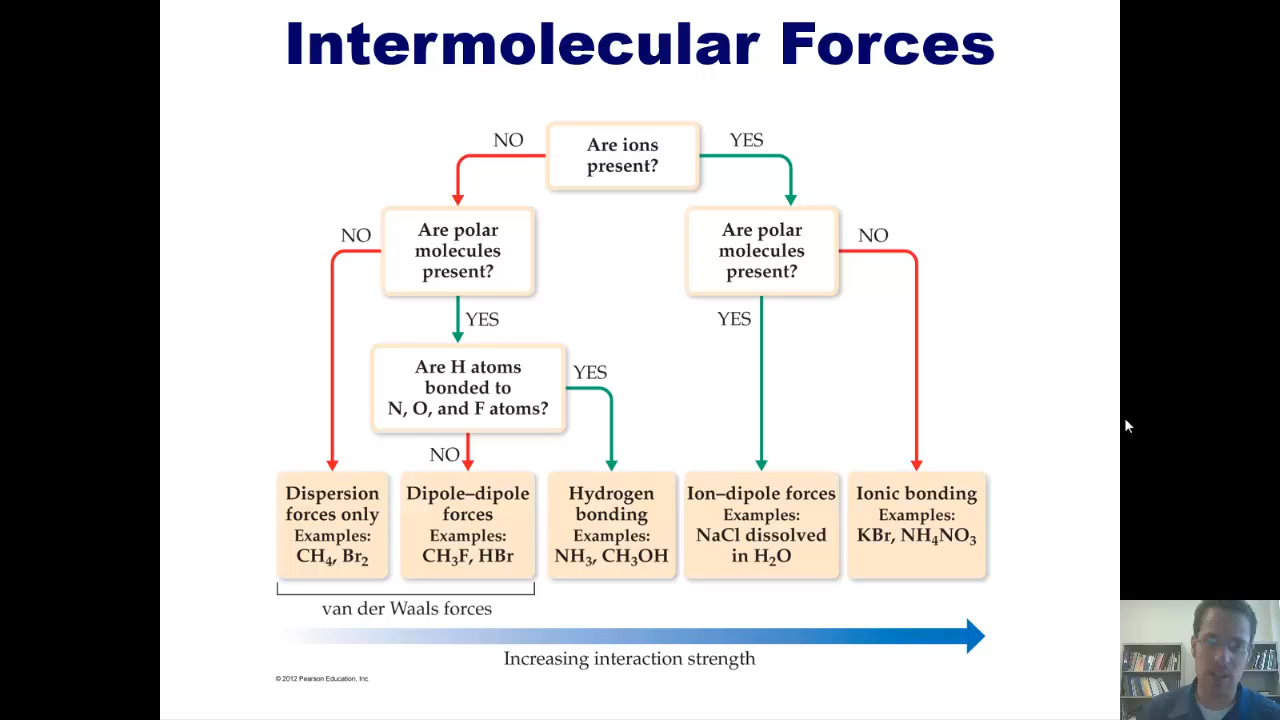 Intermolecular Forces
NO
Are ions
present?
YES
NO
Are polar
molecules
present?
Are polar
molecules
present?
NO
YES
YES
Are H atoms
bonded to
N, O, and F atoms?
YES
NO
Dispersion
forces only
Examples:
CH₄, Br₂
Dipole–dipole
forces
Examples:
CH₃F, HBr
Hydrogen
bonding
Examples:
NH₃, CH₃OH
Ion–dipole forces
Examples:
NaCl dissolved
in H₂O
Ionic bonding
Examples:
KBr, NH₄NO₃
van der Waals forces
Increasing interaction strength
© 2012 Pearson Education, Inc.